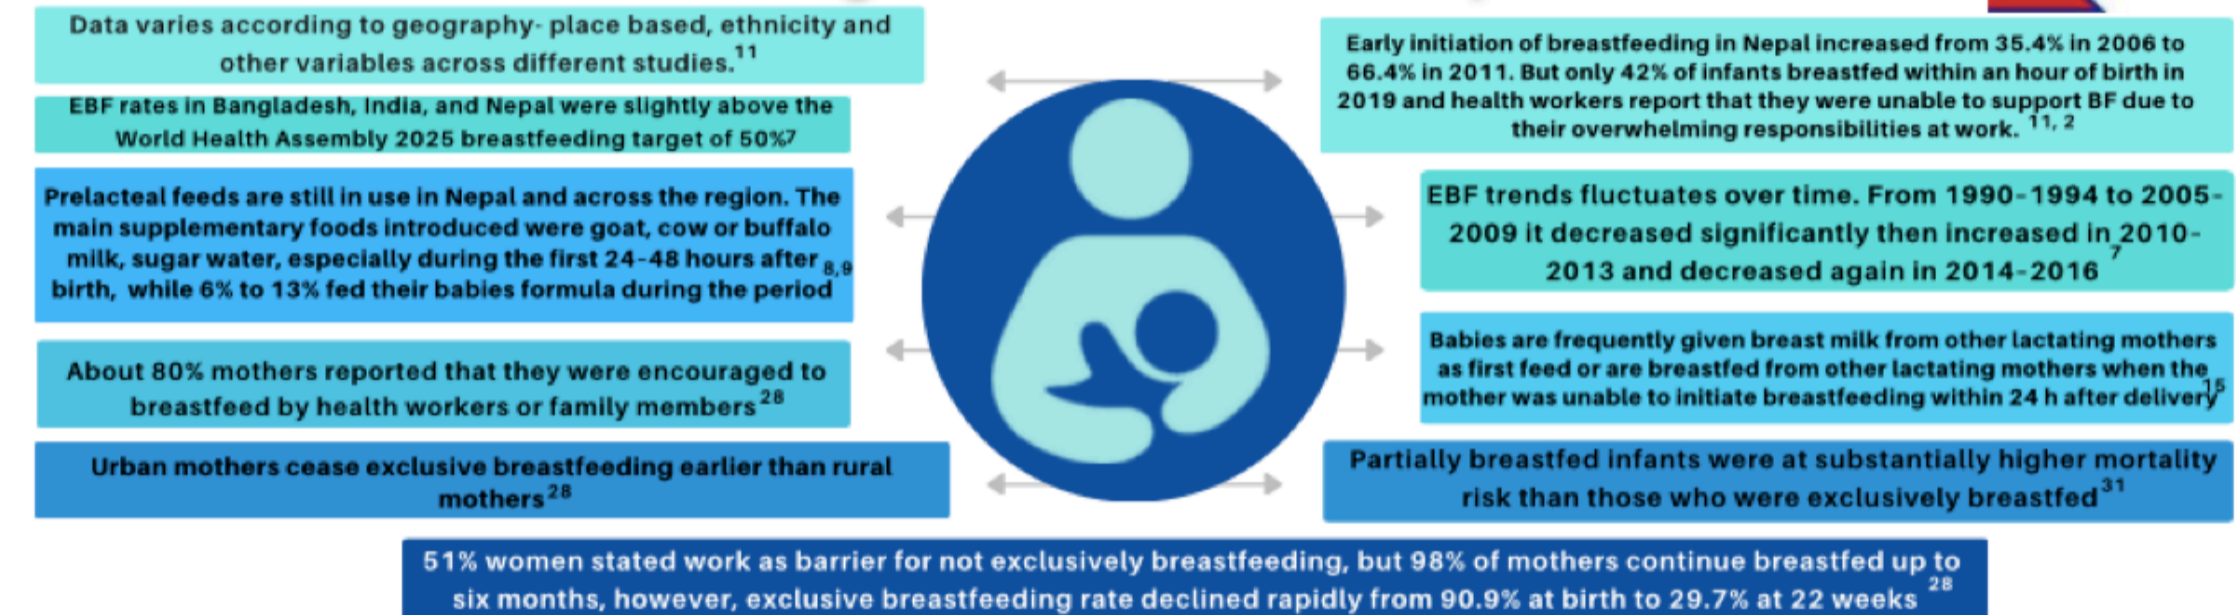 Data varies according to geography- place based, ethnicity and
other variables across different studies.11
EBF rates in Bangladesh, India, and Nepal were slightly above the
World Health Assembly 2025 breastfeeding target of 50%7
Prelacteal feeds are still in use in Nepal and across the region. The
main supplementary foods introduced were goat, cow or buffalo
milk, sugar water, especially during the first 24-48 hours after 8,9
birth, while 6% to 13% fed their babies formula during the period
About 80% mothers reported that they were encouraged to
breastfeed by health workers or family members28
Urban mothers cease exclusive breastfeeding earlier than rural
mothers28
Early initiation of breastfeeding in Nepal increased from 35.4% in 2006 to
66.4% in 2011. But only 42% of infants breastfed within an hour of birth in
2019 and health workers report that they were unable to support BF due to
their overwhelming responsibilities at work. 11, 2
EBF trends fluctuates over time. From 1990-1994 to 2005-
2009 it decreased significantly then increased in 2010-
2013 and decreased again in 2014-2016 7
Babies are frequently given breast milk from other lactating mothers
as first feed or are breastfed from other lactating mothers when the
mother was unable to initiate breastfeeding within 24 h after delivery15
Partially breastfed infants were at substantially higher mortality
risk than those who were exclusively breastfed31
51% women stated work as barrier for not exclusively breastfeeding, but 98% of mothers continue breastfed up to
six months, however, exclusive breastfeeding rate declined rapidly from 90.9% at birth to 29.7% at 22 weeks 28